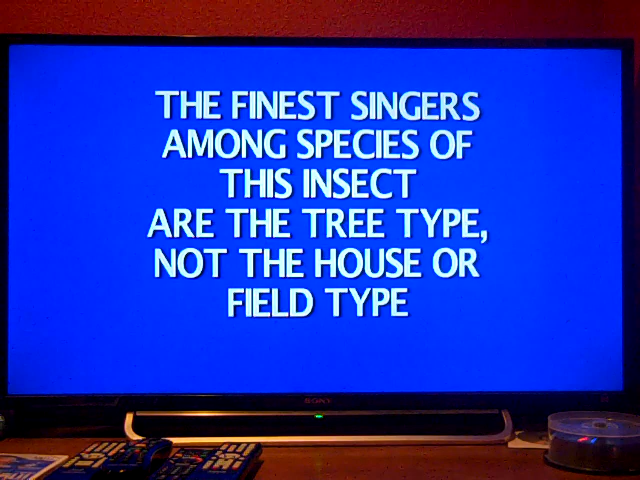 THE FINEST SINGERS
AMONG SPECIES OF
THIS INSECT
ARE THE TREE TYPE,
NOT THE HOUSE OR
FIELD TYPE
SONY